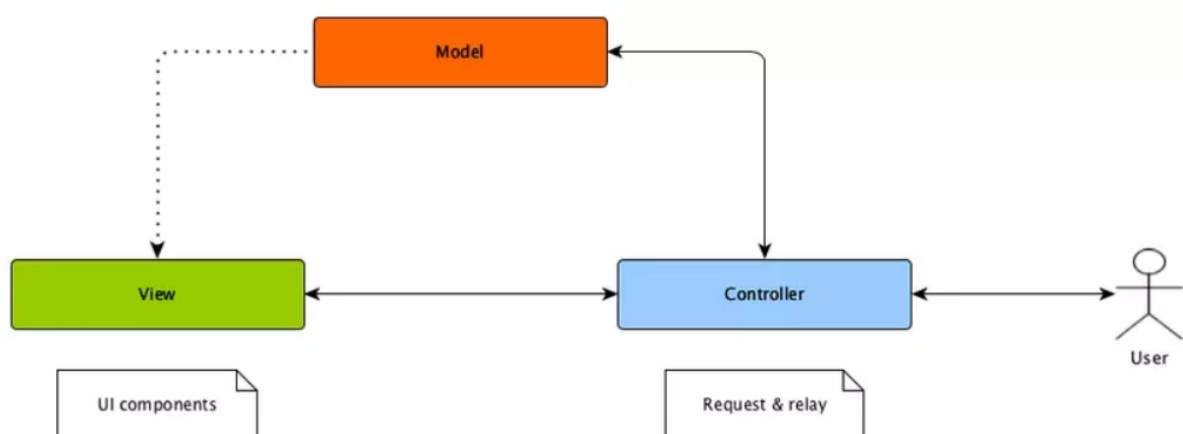 Model
View
Controller
User
UI components
Request & relay